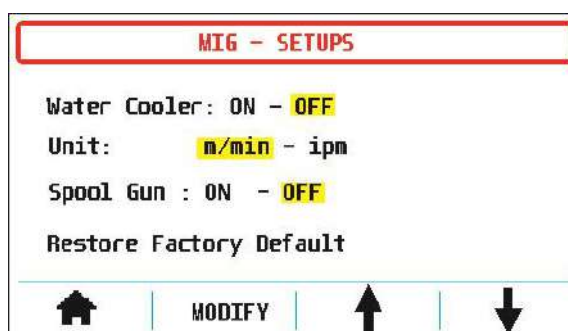 MIG - SETUPS
Water Cooler: ON - OFF
Unit: m/min - ipm
Spool Gun : ON - OFF
Restore Factory Default
MODIFY